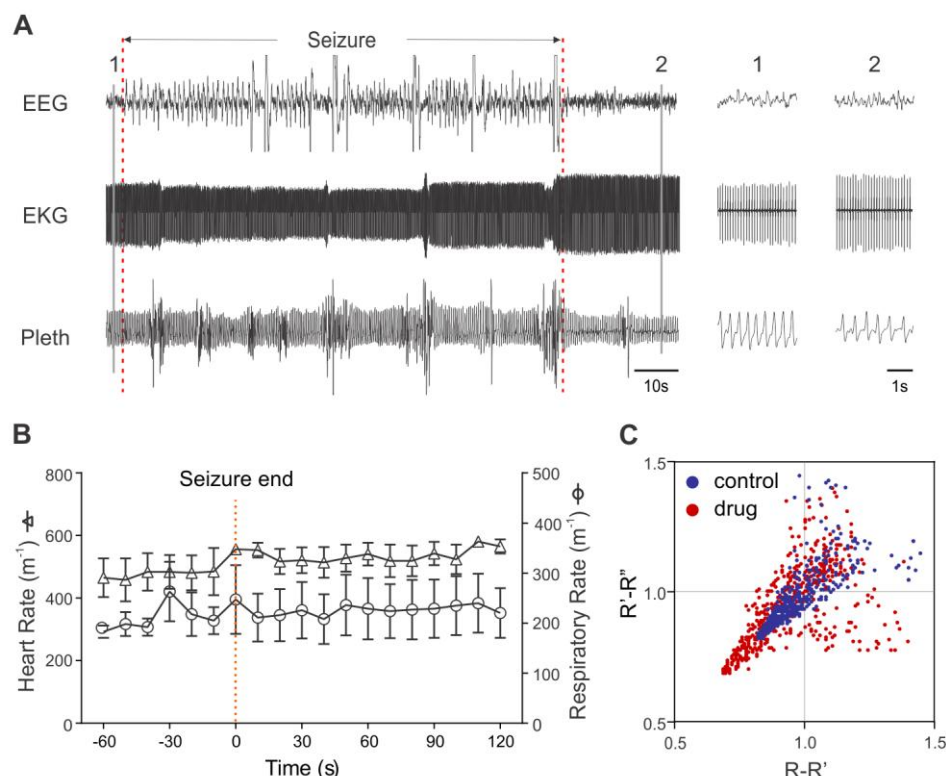 A
Seizure
1
2
1
2
EEG
EKG
Pleth
10s
1s
B
C
800
600
400
200
0
Heart Rate (m⁻¹)
Seizure end
500
400
300
200
100
0
Respiratory Rate (m⁻¹)
-60
-30
0
30
60
90
120
Time (s)
1.5
1.0
0.5
R'-R"
control
drug
0.5
1.0
1.5
R-R'